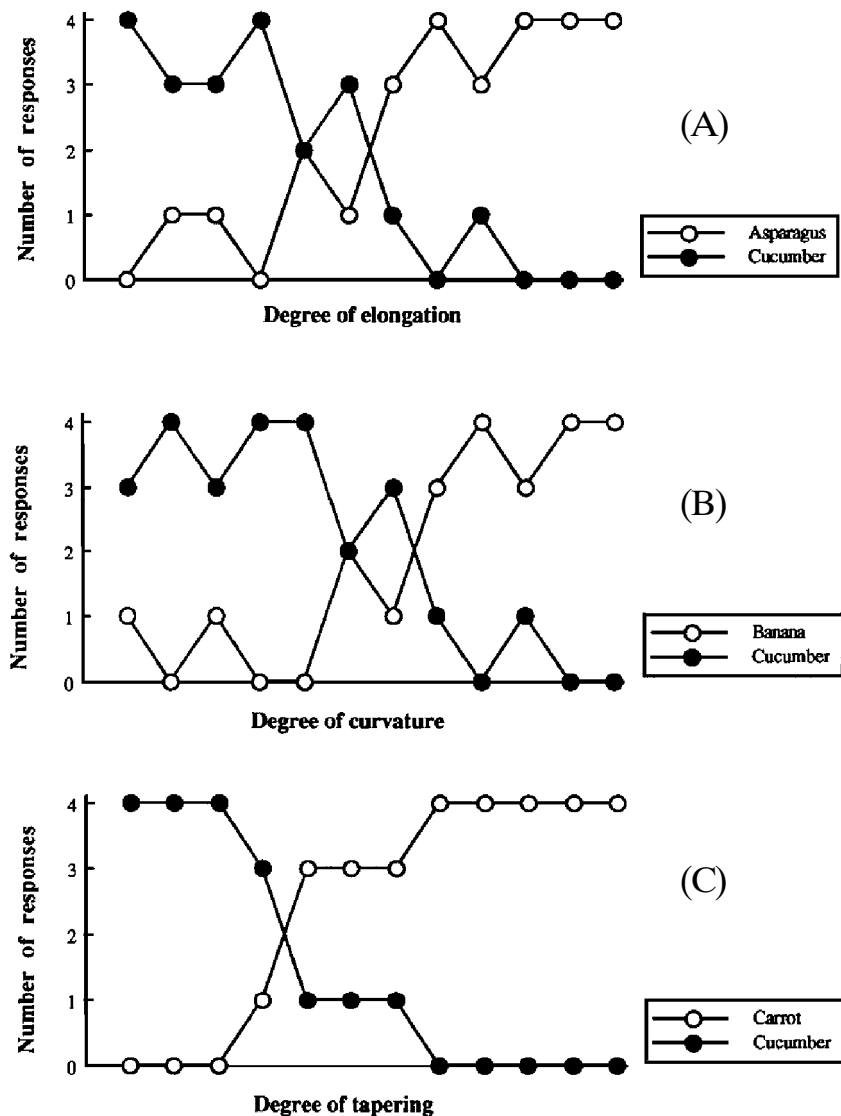 4
3
2
1
0
Number of responses
Degree of elongation
(A)
Asparagus
Cucumber
4
3
2
1
0
Number of responses
Degree of curvature
(B)
Banana
Cucumber
4
3
2
1
0
Number of responses
Degree of tapering
(C)
Carrot
Cucumber